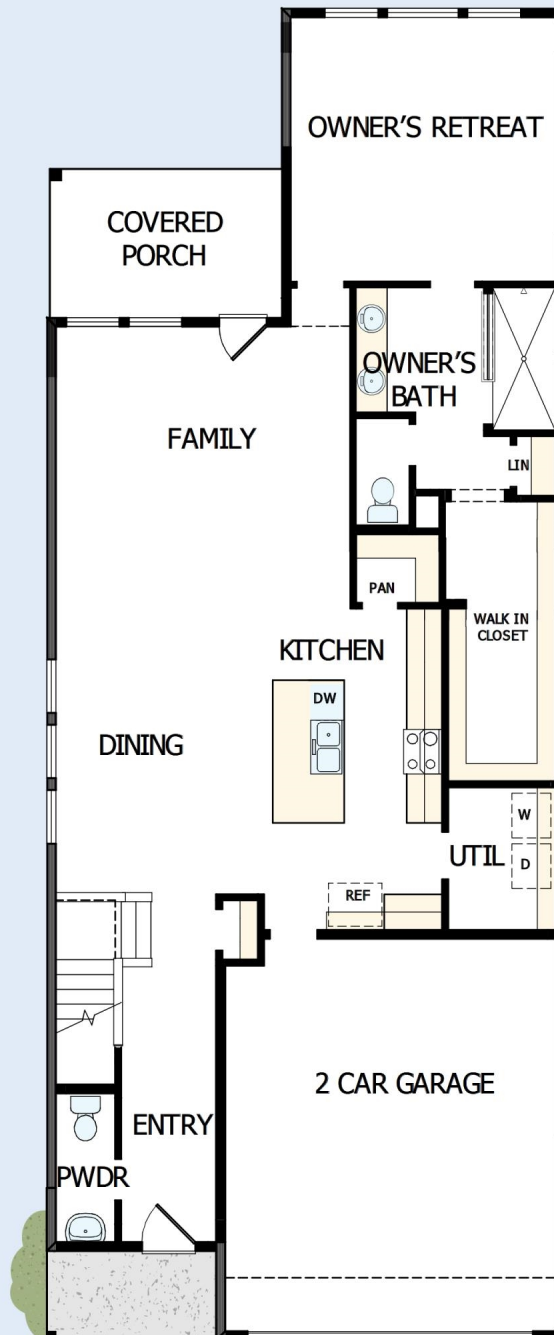 OWNER'S RETREAT
COVERED
PORCH
OWNER'S
BATH
FAMILY
LIN
PAN
WALK IN
CLOSET
KITCHEN
DW
DINING
W
UTIL
D
REF
2 CAR GARAGE
ENTRY
PWDR